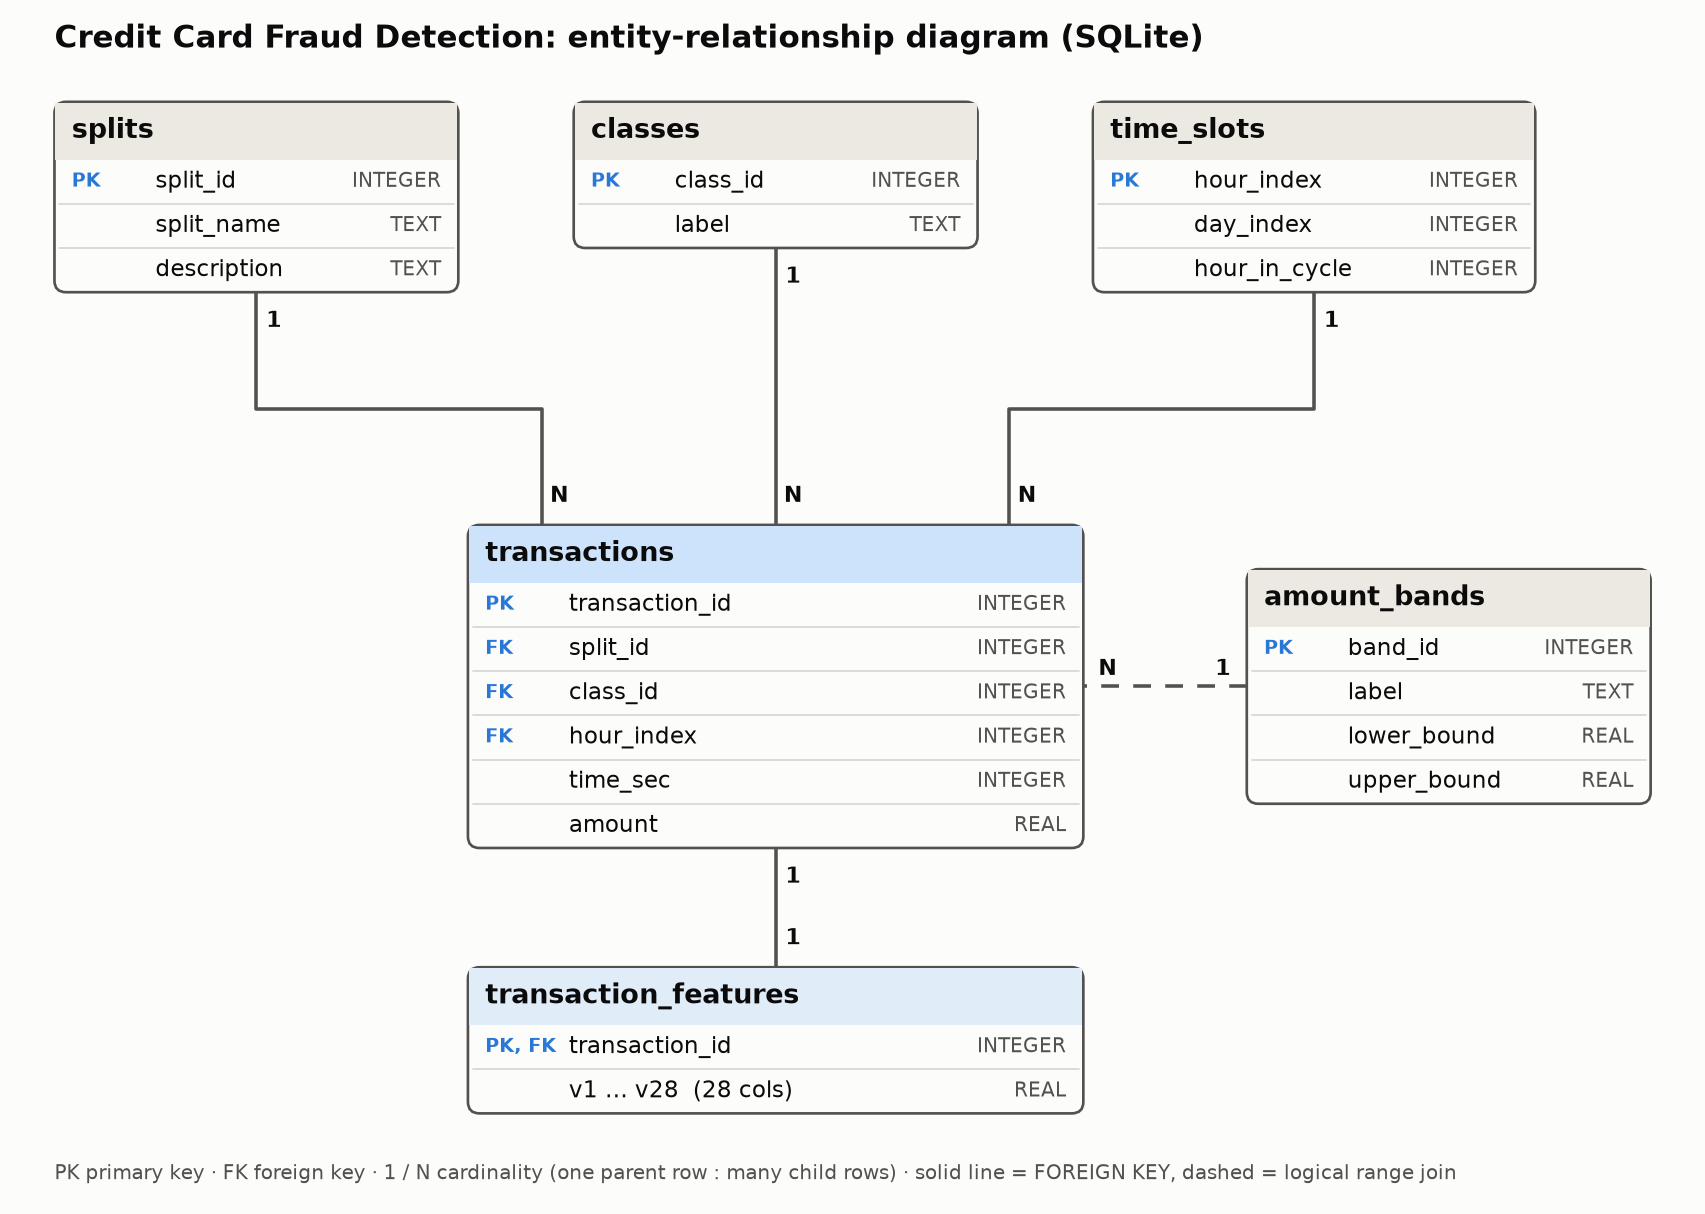 Credit Card Fraud Detection: entity-relationship diagram (SQLite)
splits
PK split_id INTEGER
split_name TEXT
description TEXT
1
classes
PK class_id INTEGER
label TEXT
1
time_slots
PK hour_index INTEGER
day_index INTEGER
hour_in_cycle INTEGER
1
N
N
N
transactions
PK transaction_id INTEGER
FK split_id INTEGER
FK class_id INTEGER
FK hour_index INTEGER
time_sec INTEGER
amount REAL
N 1
amount_bands
PK band_id INTEGER
label TEXT
lower_bound REAL
upper_bound REAL
1
1
transaction_features
PK, FK transaction_id INTEGER
v1 ... v28 (28 cols) REAL
PK primary key · FK foreign key · 1 / N cardinality (one parent row : many child rows) · solid line = FOREIGN KEY, dashed = logical range join